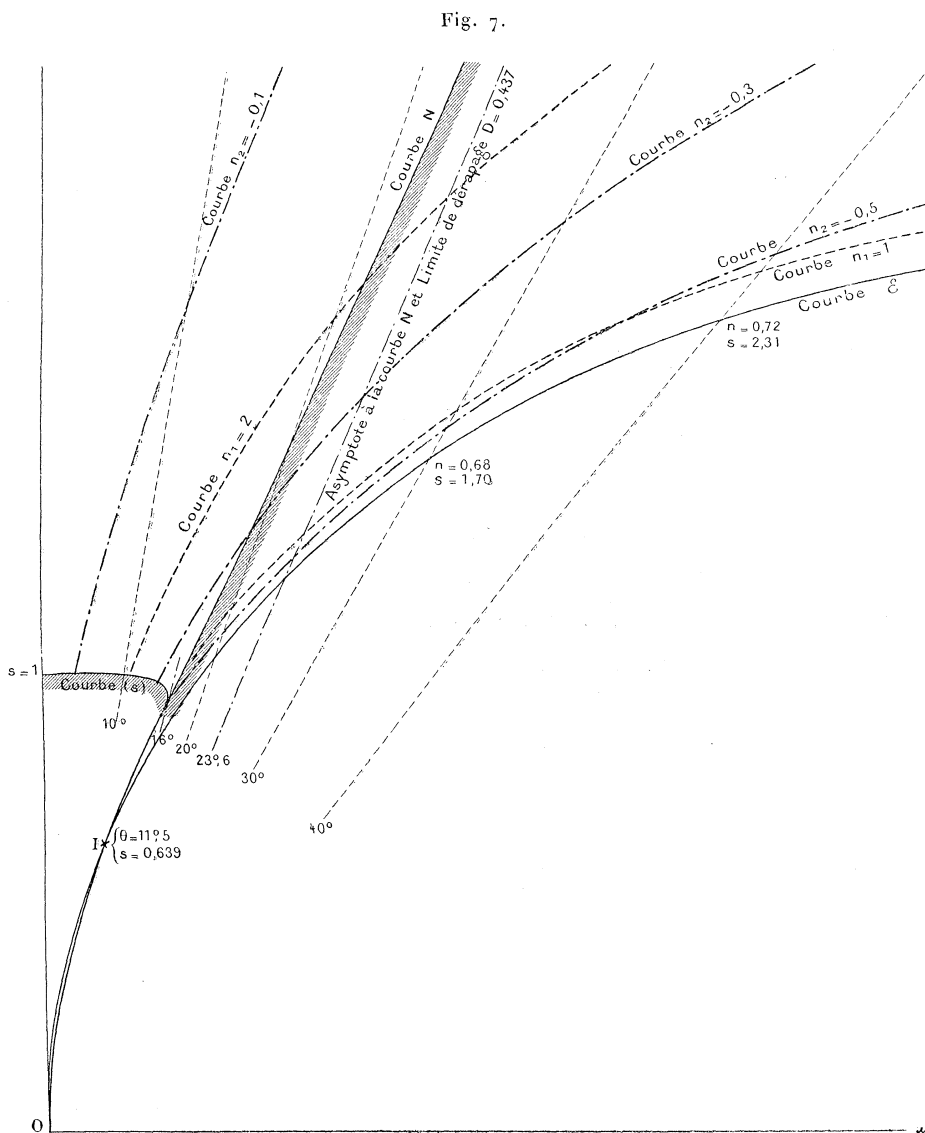 Fig. 7.
Courbe n₂=−0,1
Courbe N
Asymptote à la courbe N et Limite de dérapage D=0,437
Courbe n₂=−0,3
Courbe n₂=−0,5
Courbe n₁=1
Courbe ℰ
n=0,72
s=2,31
Courbe n₁=2
n=0,68
s=1,70
s=1
Courbe (s)
10°
16°
20°
23°,6
30°
40°
I
θ=11°,5
s=0,639
O